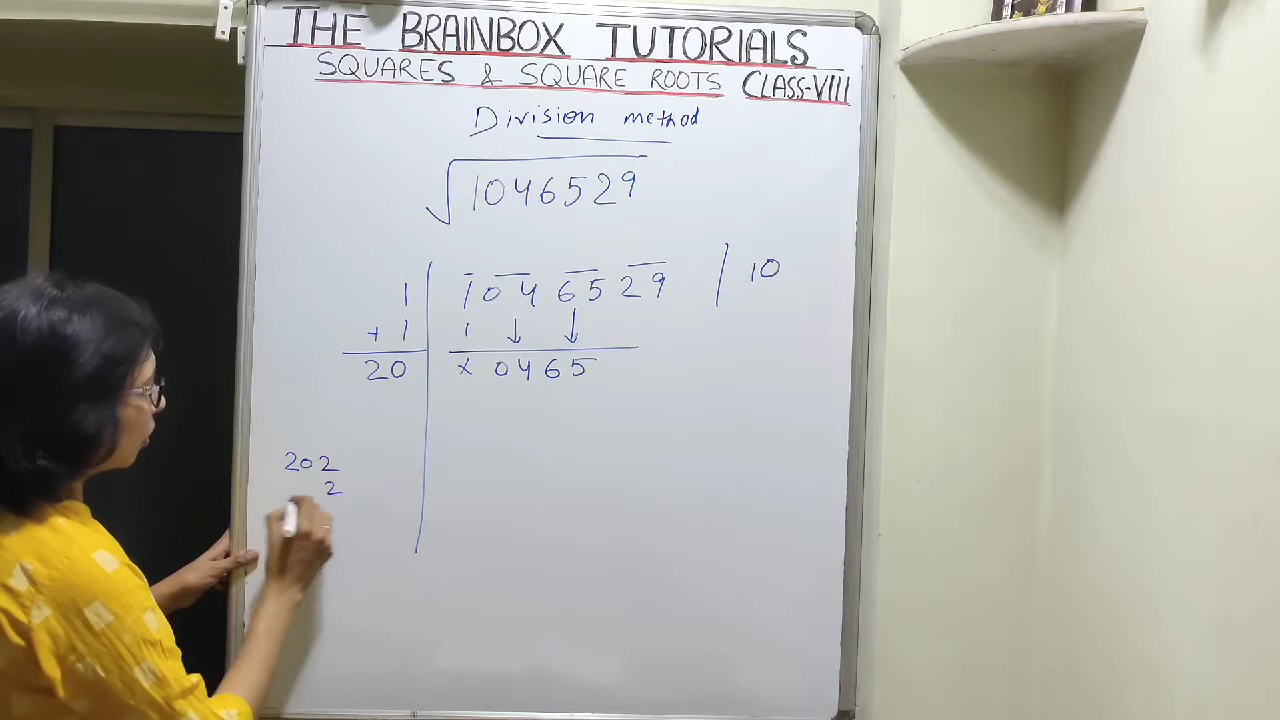 THE BRAINBOX TUTORIALS
SQUARES & SQUARE ROOTS CLASS-VIII
Division method
√1046529
1 1 04 65 29 10
+ 1 1 ↓ ↓
20 x 0465
202
2